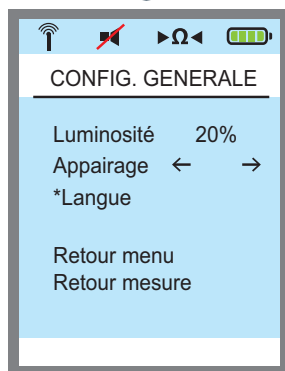 ►Ω◄
CONFIG. GENERALE
Luminosité 20%
Appairage ← →
*Langue
Retour menu
Retour mesure